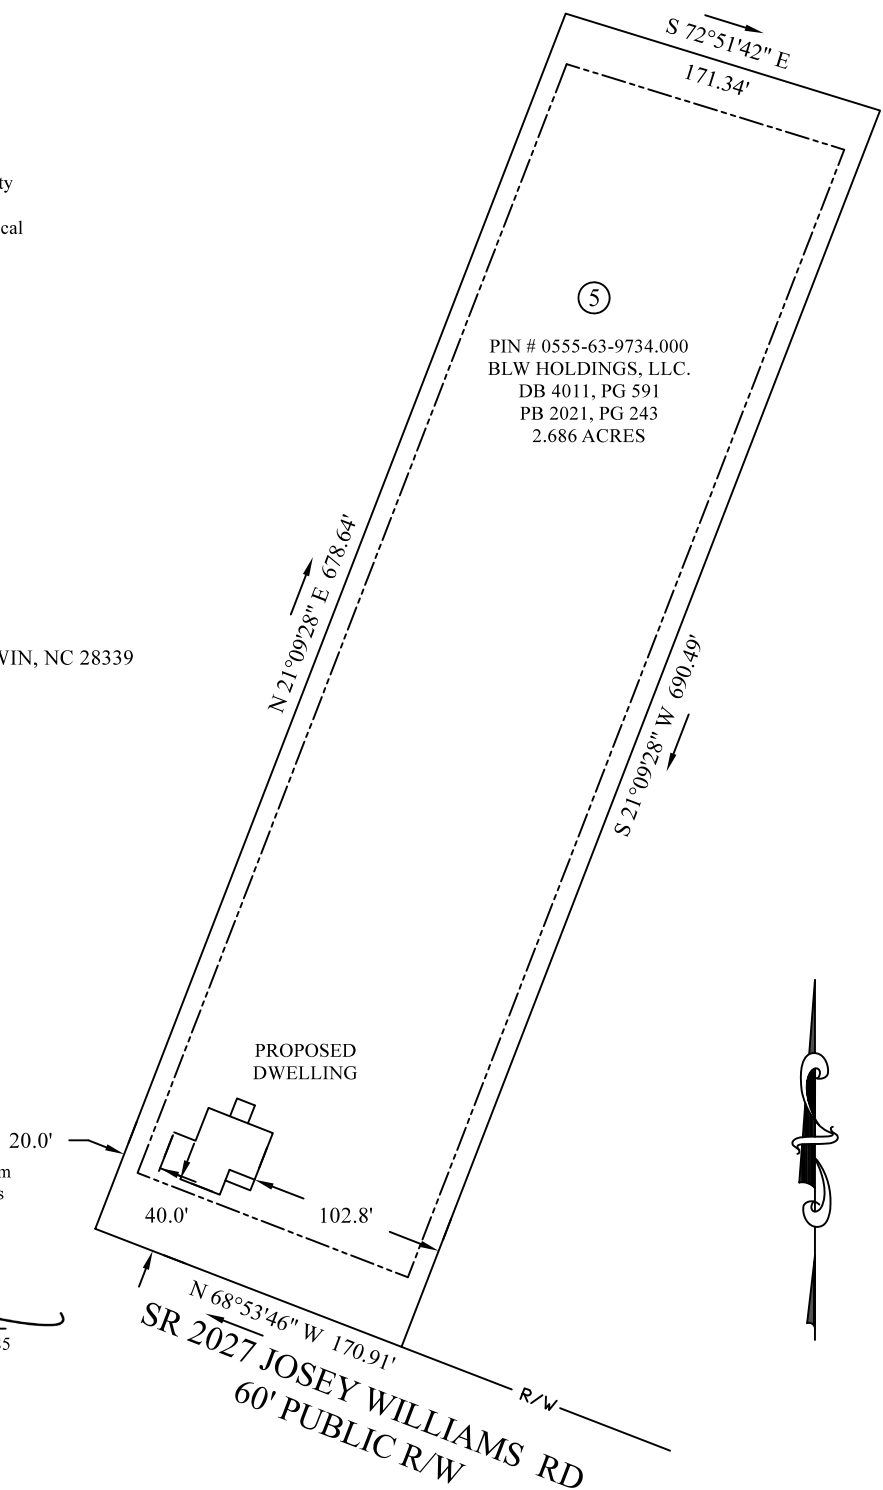 S 72°51'42" E
171.34'
ty
cal
5
PIN # 0555-63-9734.000
BLW HOLDINGS, LLC.
DB 4011, PG 591
PB 2021, PG 243
2.686 ACRES
N 21°09'28" E 678.64'
WIN, NC 28339
S 21°09'28" W 690.49'
PROPOSED
DWELLING
20.0'
m
s
40.0'
102.8'
N 68°53'46" W 170.91'
SR 2027 JOSEY WILLIAMS RD
60' PUBLIC R/W
R/W